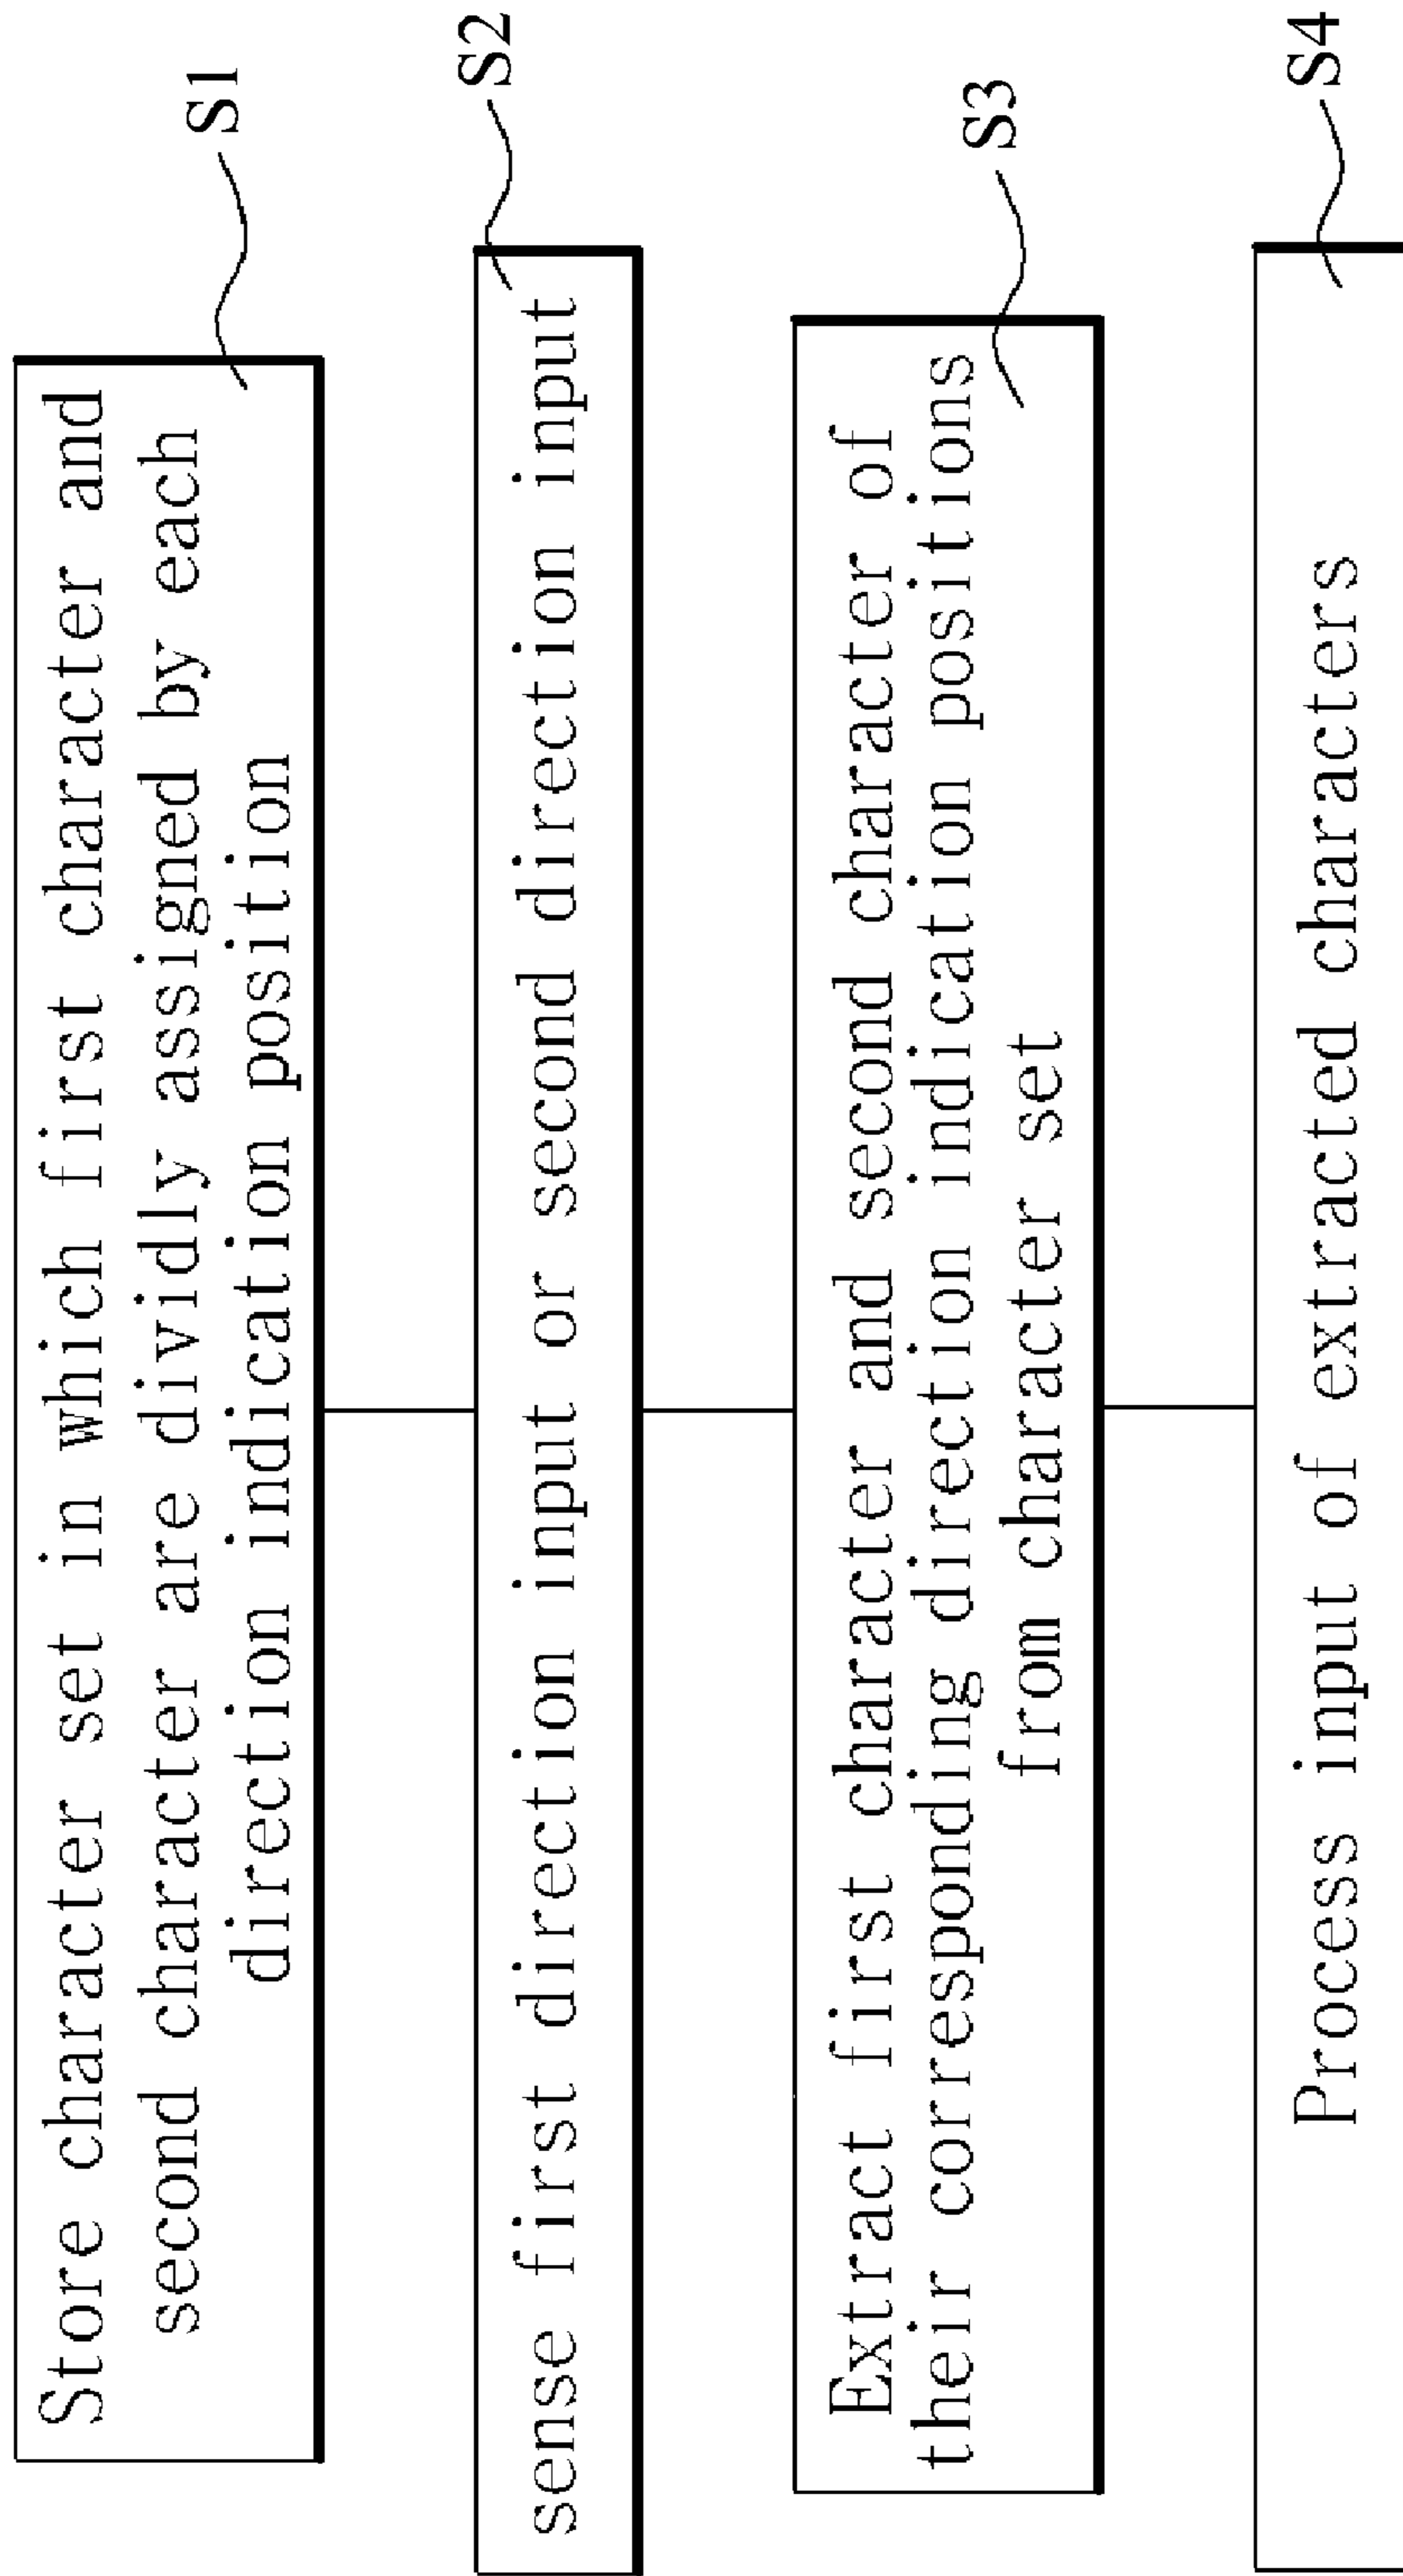 Store character set in which first character and
second character are dividly assigned by each
direction indication position
S1
sense first direction input or second direction input
S2
Extract first character and second character of
their corresponding direction indication positions
from character set
S3
Process input of extracted characters
S4